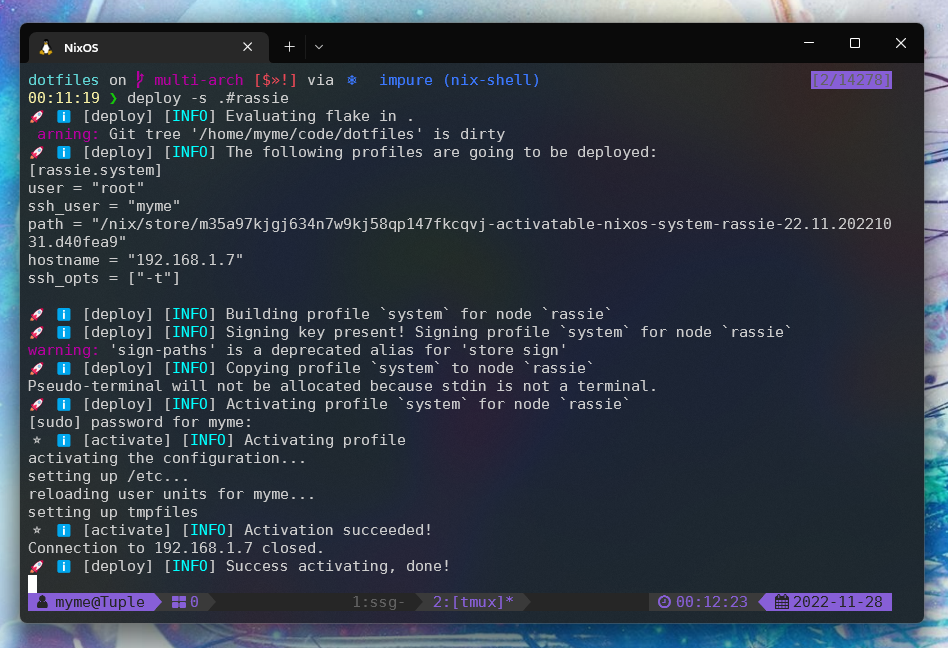 NixOS
dotfiles on multi-arch [$»!] via ❄ impure (nix-shell) [2/14278]
00:11:19 ❯ deploy -s .#rassie
🚀 ℹ [deploy] [INFO] Evaluating flake in .
arning: Git tree '/home/myme/code/dotfiles' is dirty
🚀 ℹ [deploy] [INFO] The following profiles are going to be deployed:
[rassie.system]
user = "root"
ssh_user = "myme"
path = "/nix/store/m35a97kjgj634n7w9kj58qp147fkcqvj-activatable-nixos-system-rassie-22.11.202210
31.d40fea9"
hostname = "192.168.1.7"
ssh_opts = ["-t"]
🚀 ℹ [deploy] [INFO] Building profile `system` for node `rassie`
🚀 ℹ [deploy] [INFO] Signing key present! Signing profile `system` for node `rassie`
warning: 'sign-paths' is a deprecated alias for 'store sign'
🚀 ℹ [deploy] [INFO] Copying profile `system` to node `rassie`
Pseudo-terminal will not be allocated because stdin is not a terminal.
🚀 ℹ [deploy] [INFO] Activating profile `system` for node `rassie`
[sudo] password for myme:
⭐ ℹ [activate] [INFO] Activating profile
activating the configuration...
setting up /etc...
reloading user units for myme...
setting up tmpfiles
⭐ ℹ [activate] [INFO] Activation succeeded!
Connection to 192.168.1.7 closed.
🚀 ℹ [deploy] [INFO] Success activating, done!
myme@Tuple 0 1:ssg- 2:[tmux]* 00:12:23 2022-11-28